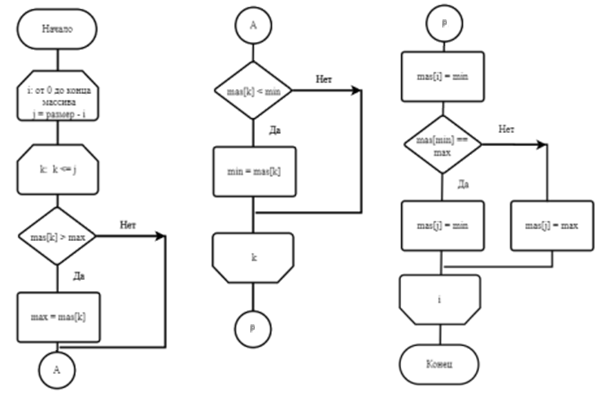 Начало
i: от 0 до конца
массива
j = размер - i
k: k <= j
mas[k] > max
Нет
Да
max = mas[k]
A
A
mas[k] < min
Нет
Да
min = mas[k]
k
P
P
mas[i] = min
mas[min] ==
max
Нет
Да
mas[j] = min
mas[j] = max
i
Конец